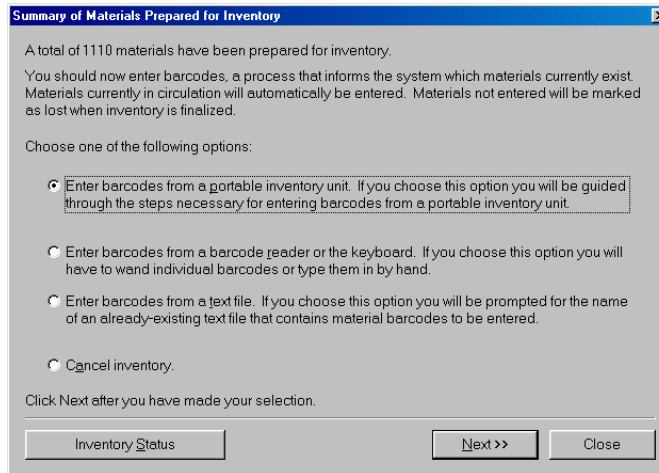 Summary of Materials Prepared for Inventory
A total of 1110 materials have been prepared for inventory.
You should now enter barcodes, a process that informs the system which materials currently exist.
Materials currently in circulation will automatically be entered. Materials not entered will be marked
as lost when inventory is finalized.
Choose one of the following options:
Enter barcodes from a portable inventory unit. If you choose this option you will be guided
through the steps necessary for entering barcodes from a portable inventory unit.
Enter barcodes from a barcode reader or the keyboard. If you choose this option you will
have to wand individual barcodes or type them in by hand.
Enter barcodes from a text file. If you choose this option you will be prompted for the name
of an already-existing text file that contains material barcodes to be entered.
Cancel inventory.
Click Next after you have made your selection.
Inventory Status
Next >>
Close